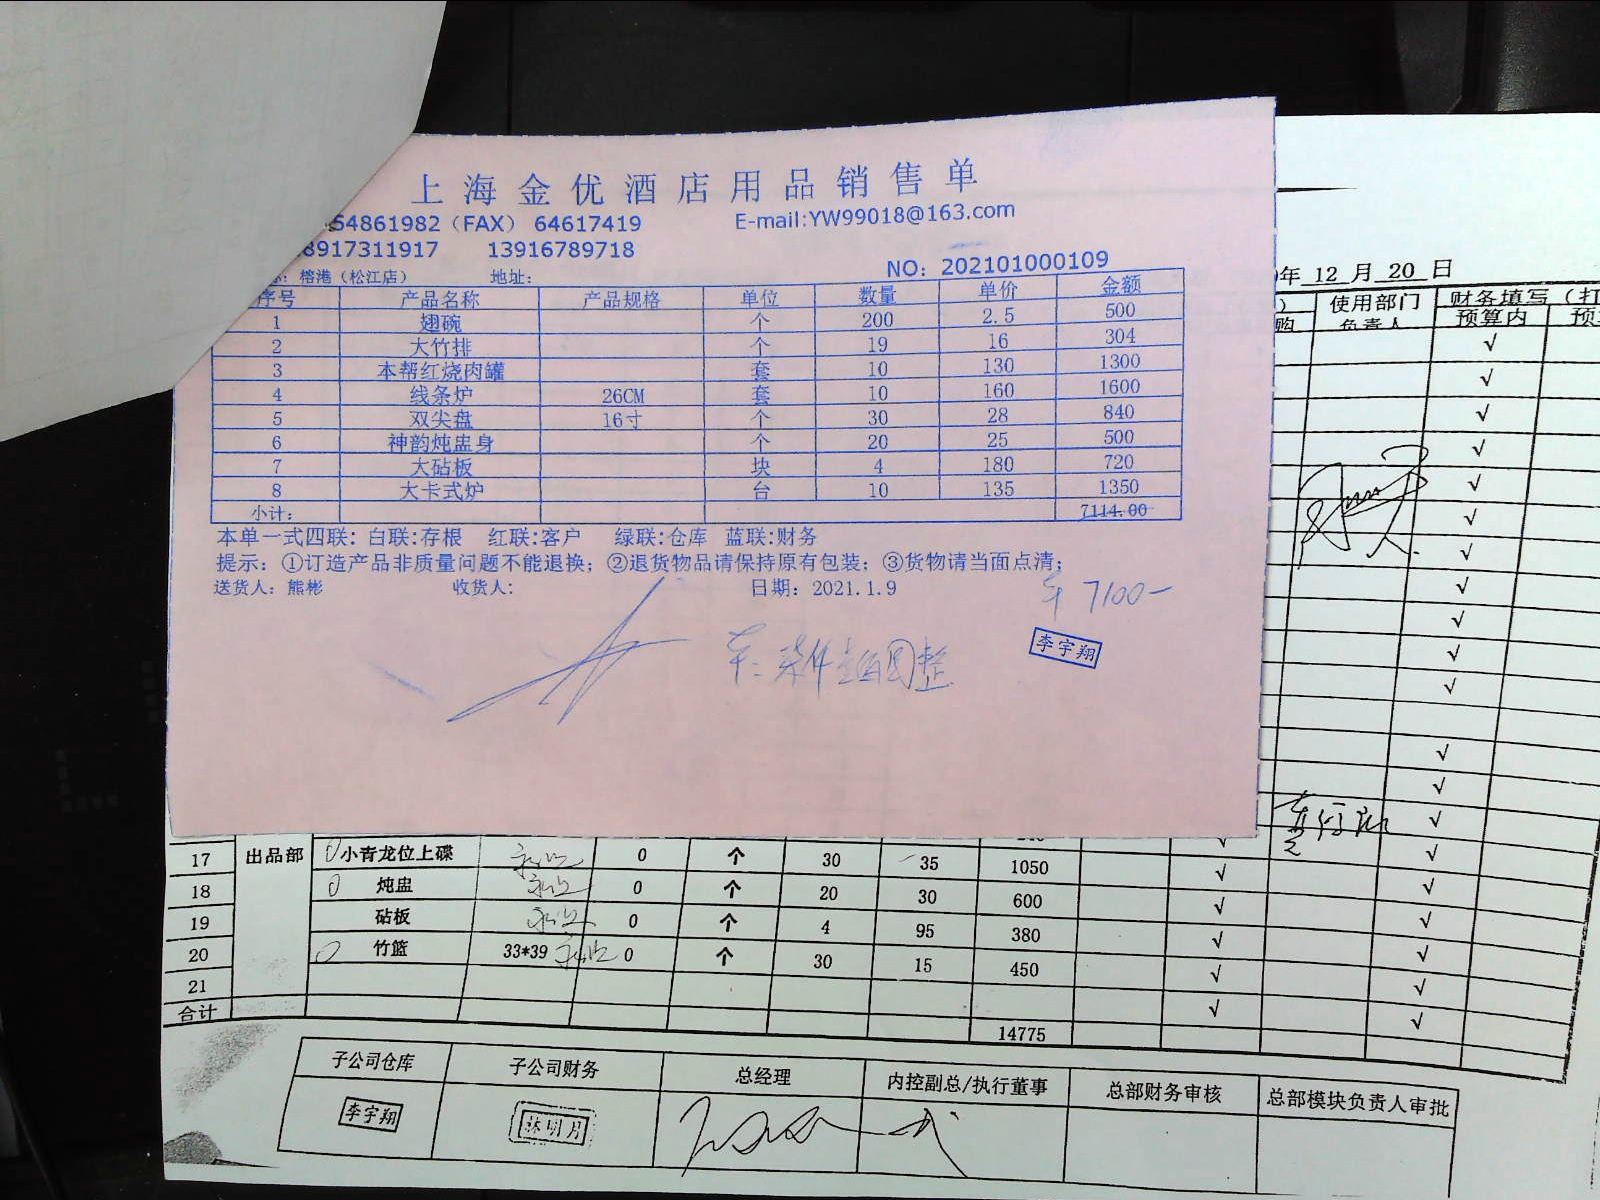 上海金优酒店用品销售单
54861982（FAX） 64617419 E-mail:YW99018@163.com
8917311917 13916789718
NO: 202101000109
榕港（松江店） 地址:
序号 产品名称 产品规格 单位 数量 单价 金额
1 翅碗 个 200 2.5 500
2 大竹排 个 19 16 304
3 本帮红烧肉罐 套 10 130 1300
4 线条炉 26CM 套 10 160 1600
5 双尖盘 16寸 个 30 28 840
6 神韵炖盅身 个 20 25 500
7 大砧板 块 4 180 720
8 大卡式炉 台 10 135 1350
小计: 7114.00
本单一式四联: 白联:存根 红联:客户 绿联:仓库 蓝联:财务
提示: ①订造产品非质量问题不能退换; ②退货物品请保持原有包装; ③货物请当面点清;
送货人: 熊彬 收货人: 日期: 2021.1.9
7100-
李宇翔
年 12 月 20 日
使用部门 财务填写（打
购 负责人 预算内 预
√
√
√
√
√
√
√
√
√
√
√
√
√
√
17 出品部 小青龙位上碟 0 个 30 35 1050 √ √
18 炖盅 0 个 20 30 600 √ √
19 砧板 0 个 4 95 380 √ √
20 竹篮 33*39 0 个 30 15 450 √ √
21 √ √
合计 14775 √ √
子公司仓库 子公司财务 总经理 内控副总/执行董事 总部财务审核 总部模块负责人审批
李宇翔 林明月